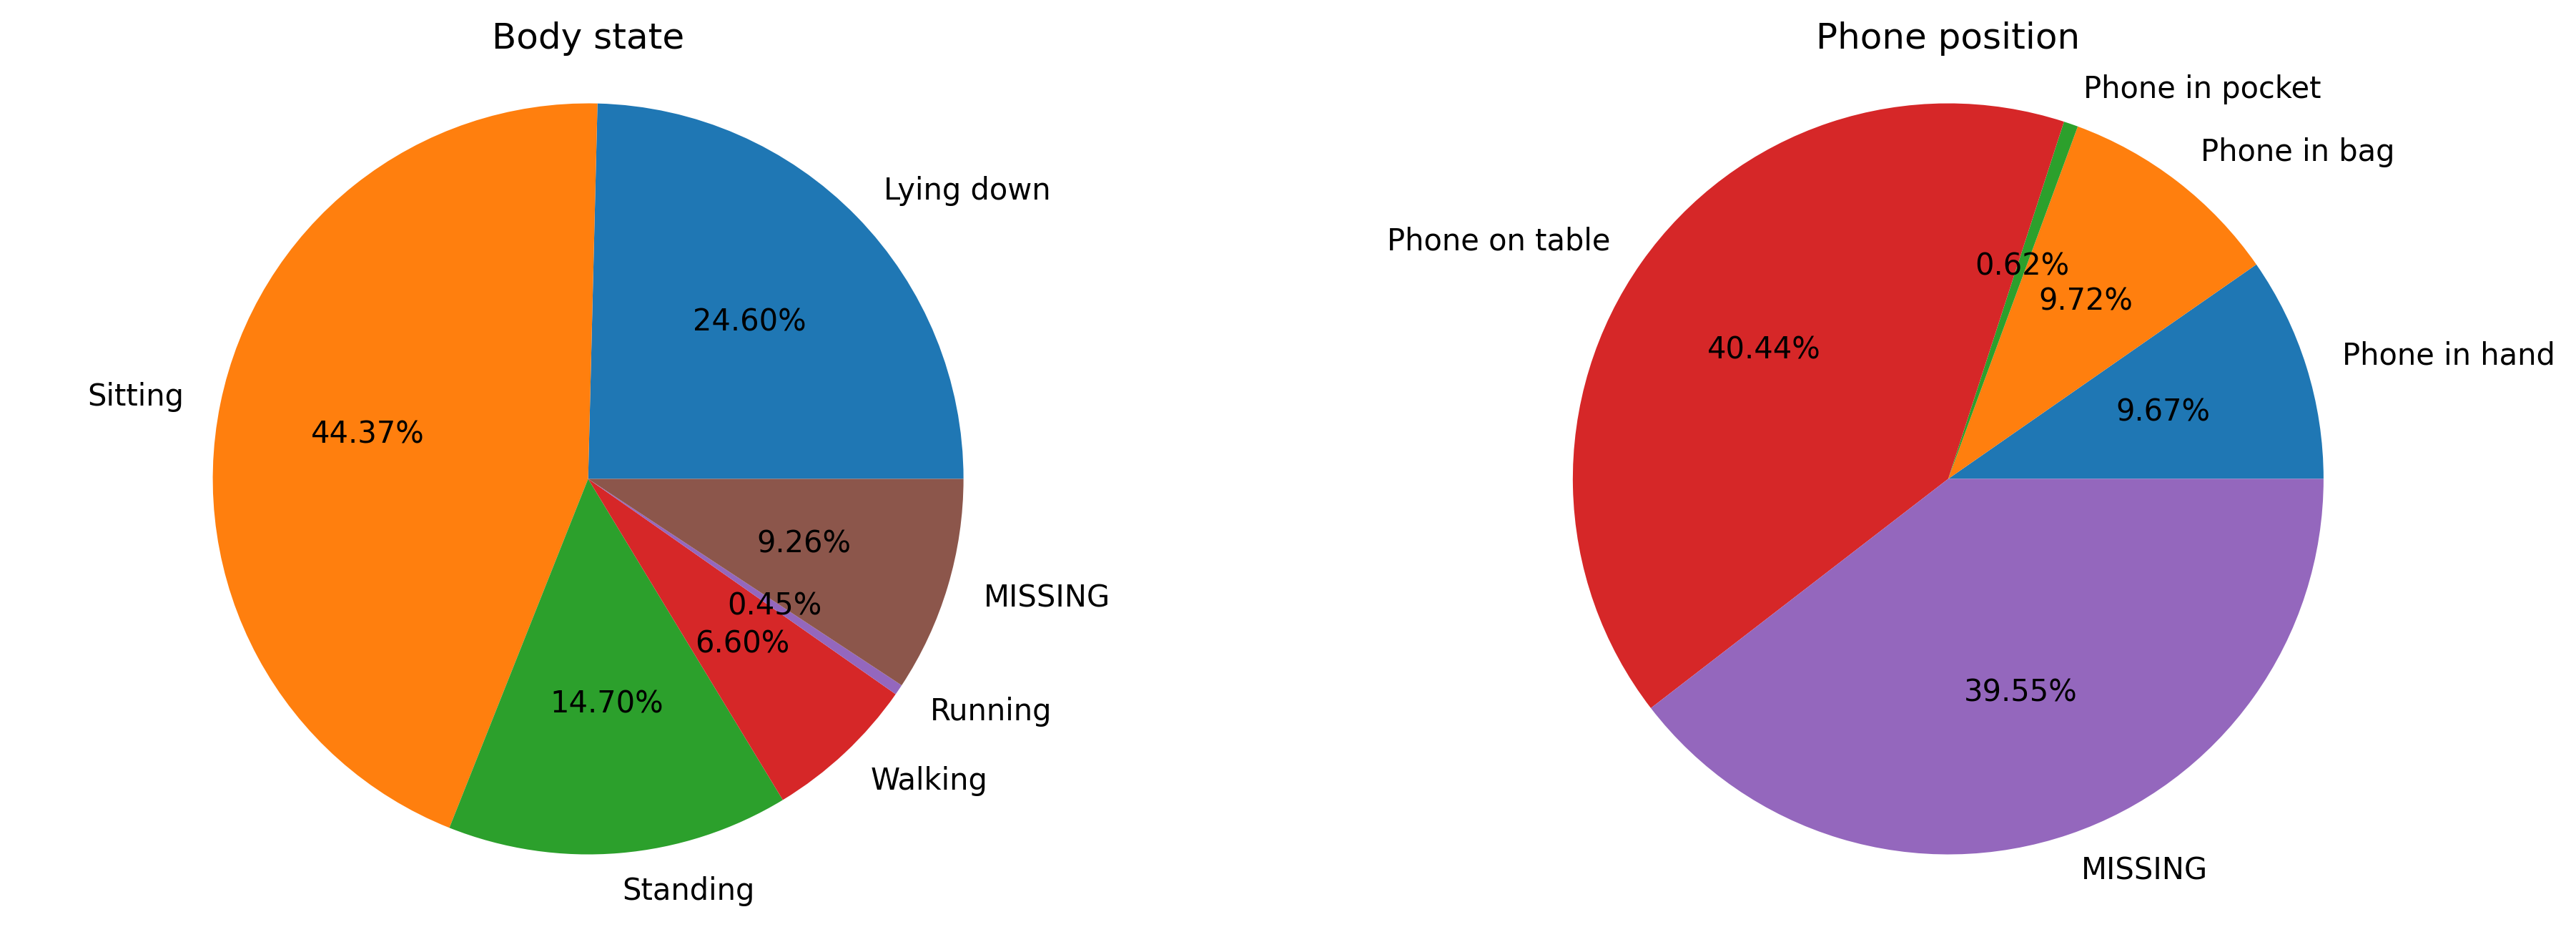 Body state
Lying down
24.60%
Sitting
44.37%
9.26%
MISSING
0.45%
6.60%
Running
14.70%
Walking
Standing
Phone position
Phone in pocket
Phone in bag
Phone on table
0.62%
9.72%
40.44%
Phone in hand
9.67%
39.55%
MISSING